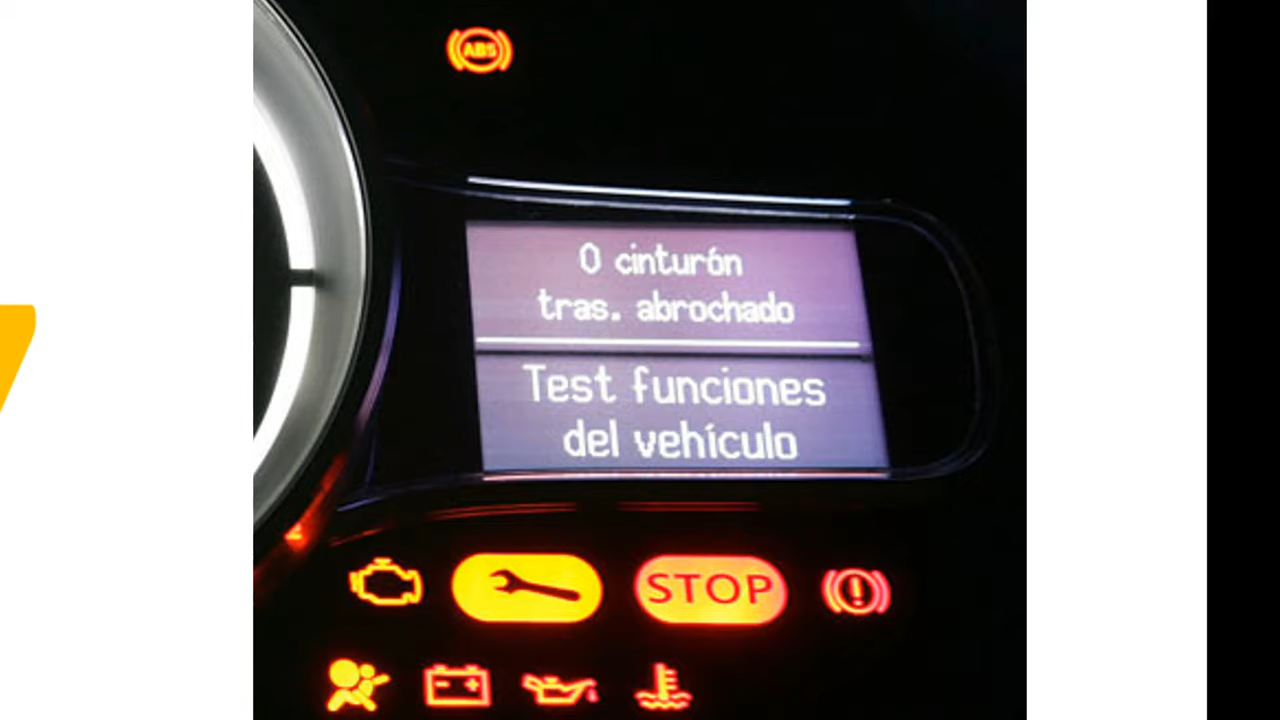 ABS
0 cinturón
tras. abrochado
Test funciones
del vehículo
STOP